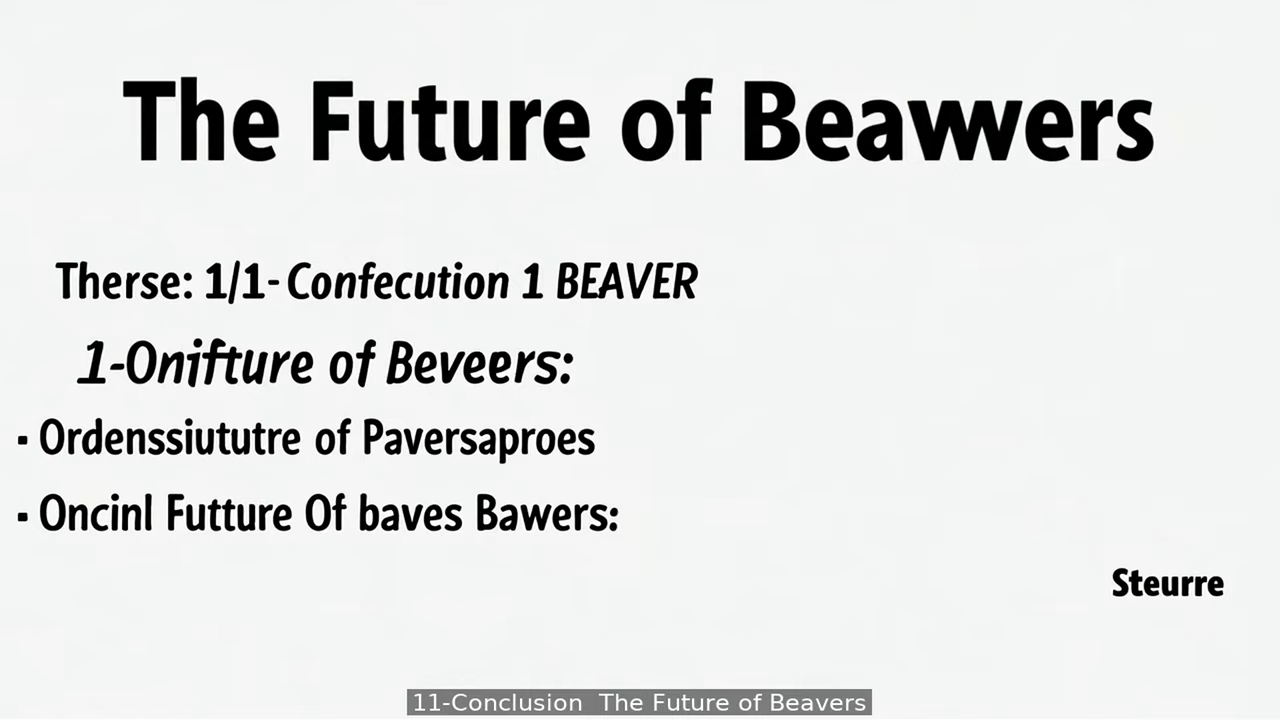 The Future of Beawwers
Therse: 1/1-Confecution 1 BEAVER
1-Onifture of Beveers:
▪ Ordenssiututre of Paversaproes
▪ Oncinl Futture Of baves Bawers:
Steurre
11-Conclusion  The Future of Beavers